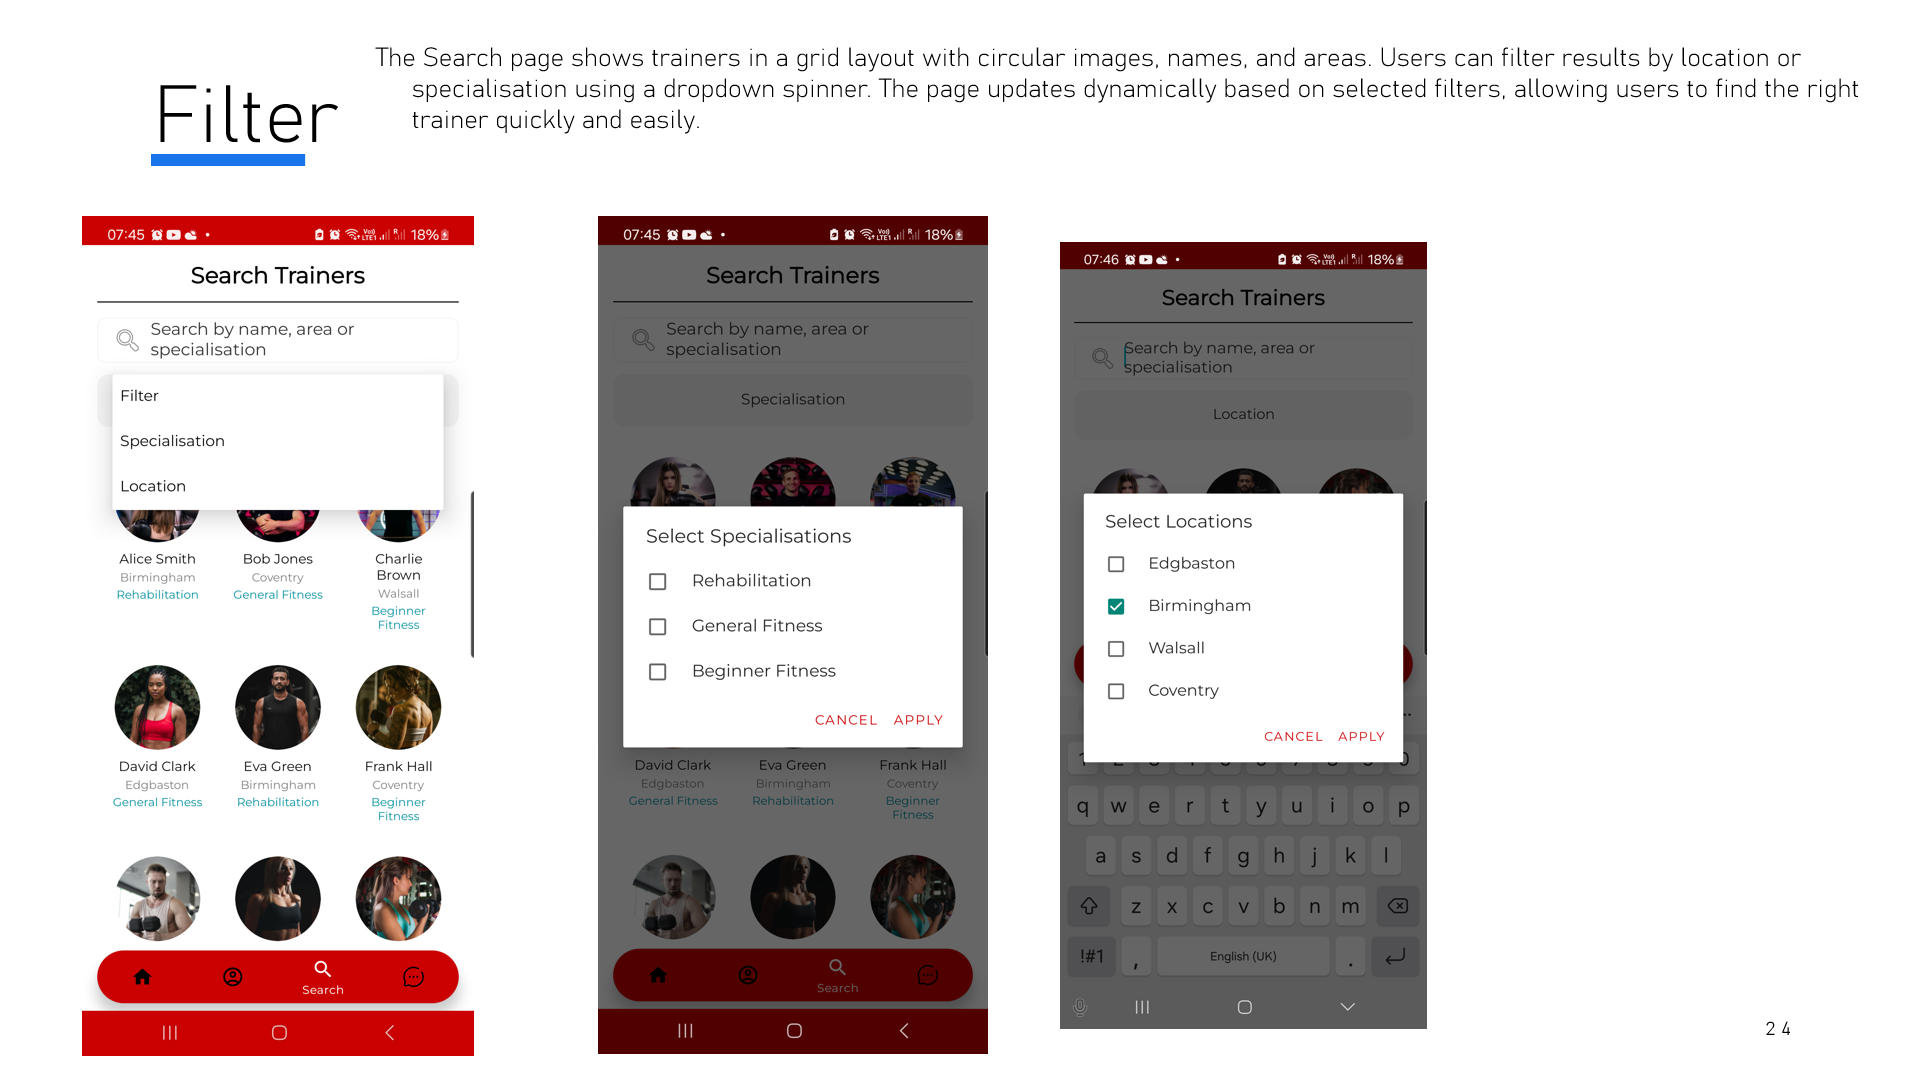 Filter
The Search page shows trainers in a grid layout with circular images, names, and areas. Users can filter results by location or
specialisation using a dropdown spinner. The page updates dynamically based on selected filters, allowing users to find the right
trainer quickly and easily.
07:45
18%
Search Trainers
Search by name, area or
specialisation
Filter
Specialisation
Location
Alice Smith
Birmingham
Rehabilitation
Bob Jones
Coventry
General Fitness
Charlie
Brown
Walsall
Beginner
Fitness
David Clark
Edgbaston
General Fitness
Eva Green
Birmingham
Rehabilitation
Frank Hall
Coventry
Beginner
Fitness
Search
07:45
18%
Search Trainers
Search by name, area or
specialisation
Specialisation
Select Specialisations
Rehabilitation
General Fitness
Beginner Fitness
CANCEL APPLY
David Clark
Edgbaston
General Fitness
Eva Green
Birmingham
Rehabilitation
Frank Hall
Coventry
Beginner
Fitness
Search
07:46
18%
Search Trainers
Search by name, area or
specialisation
Location
Select Locations
Edgbaston
Birmingham
Walsall
Coventry
CANCEL APPLY
q w e r t y u i o p
a s d f g h j k l
z x c v b n m
!#1 , English (UK) .
24